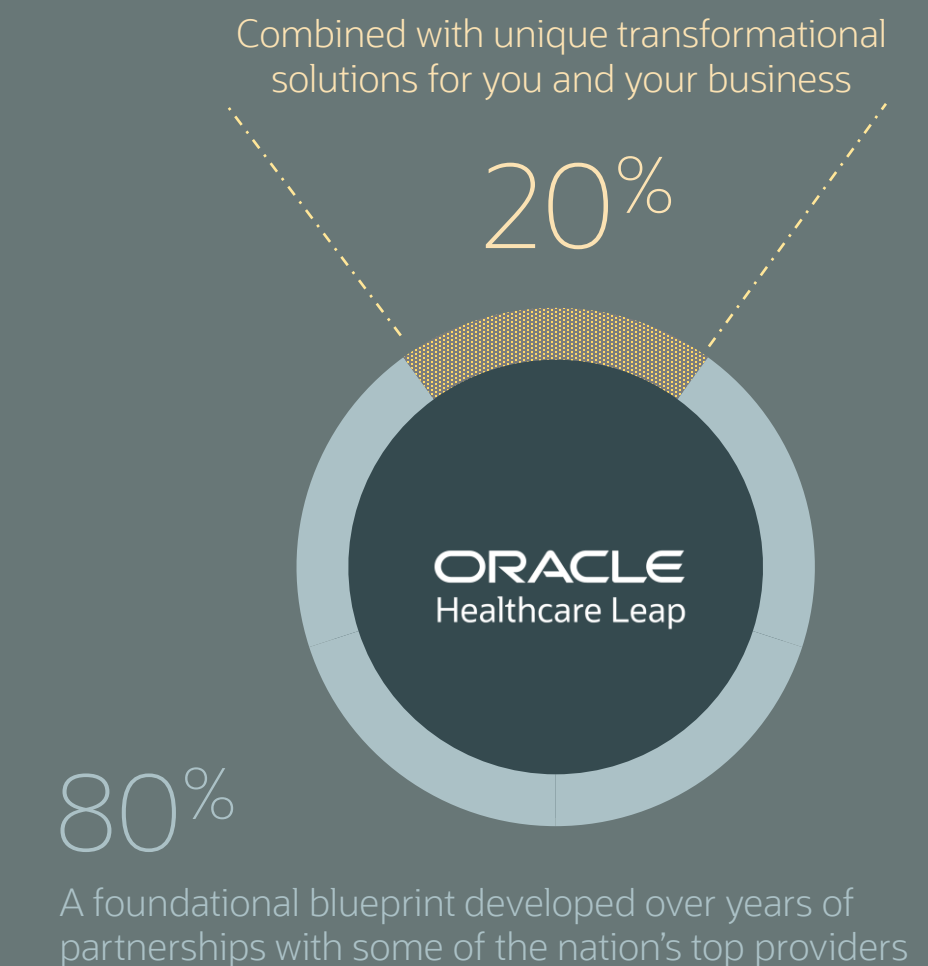 Combined with unique transformational
solutions for you and your business
20%
ORACLE
Healthcare Leap
80%
A foundational blueprint developed over years of
partnerships with some of the nation’s top providers